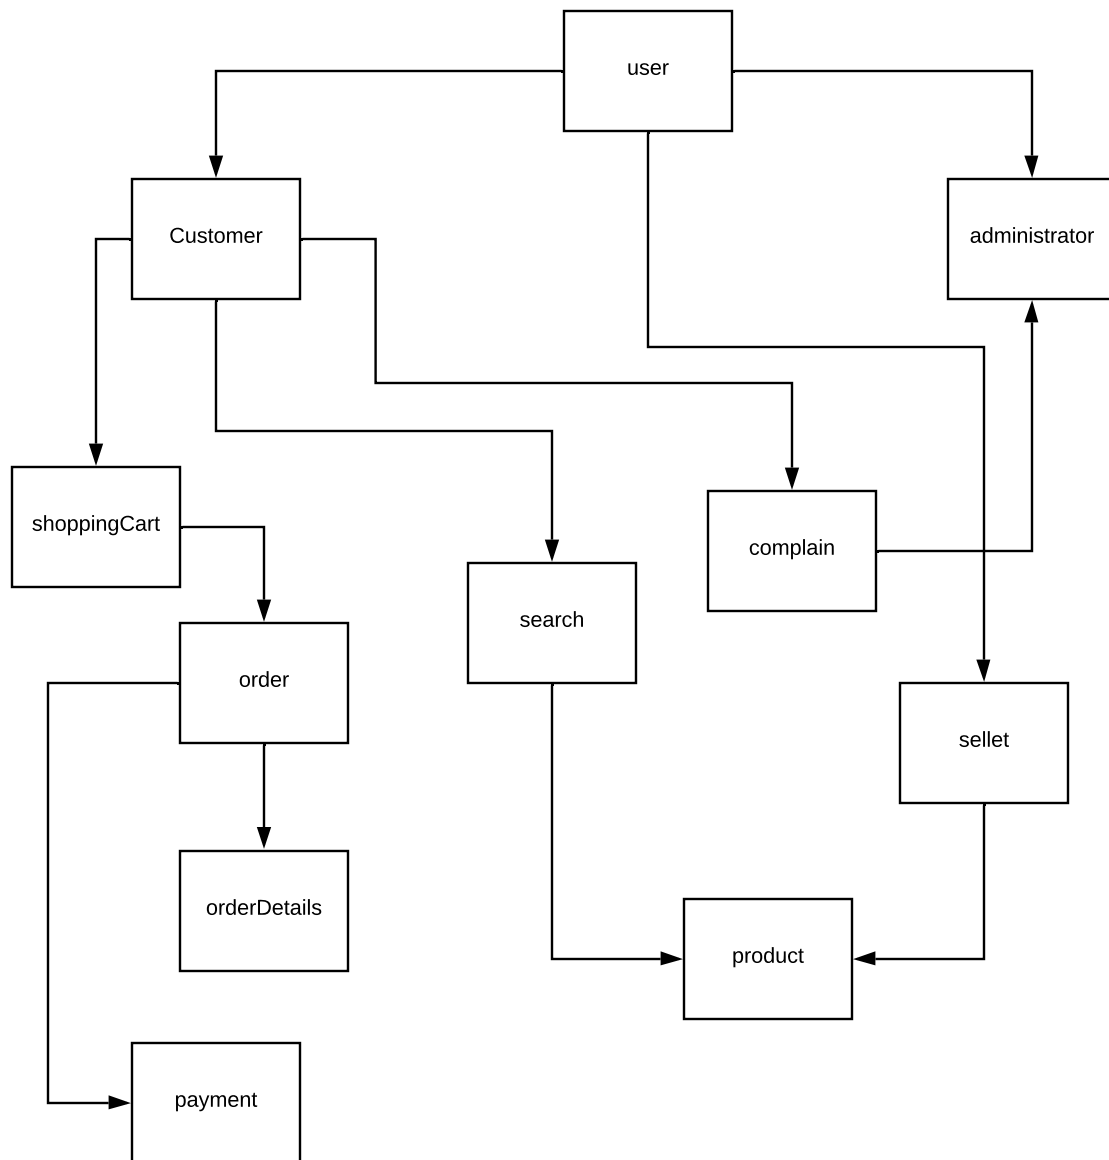 user
Customer
administrator
shoppingCart
complain
search
order
sellet
orderDetails
product
payment